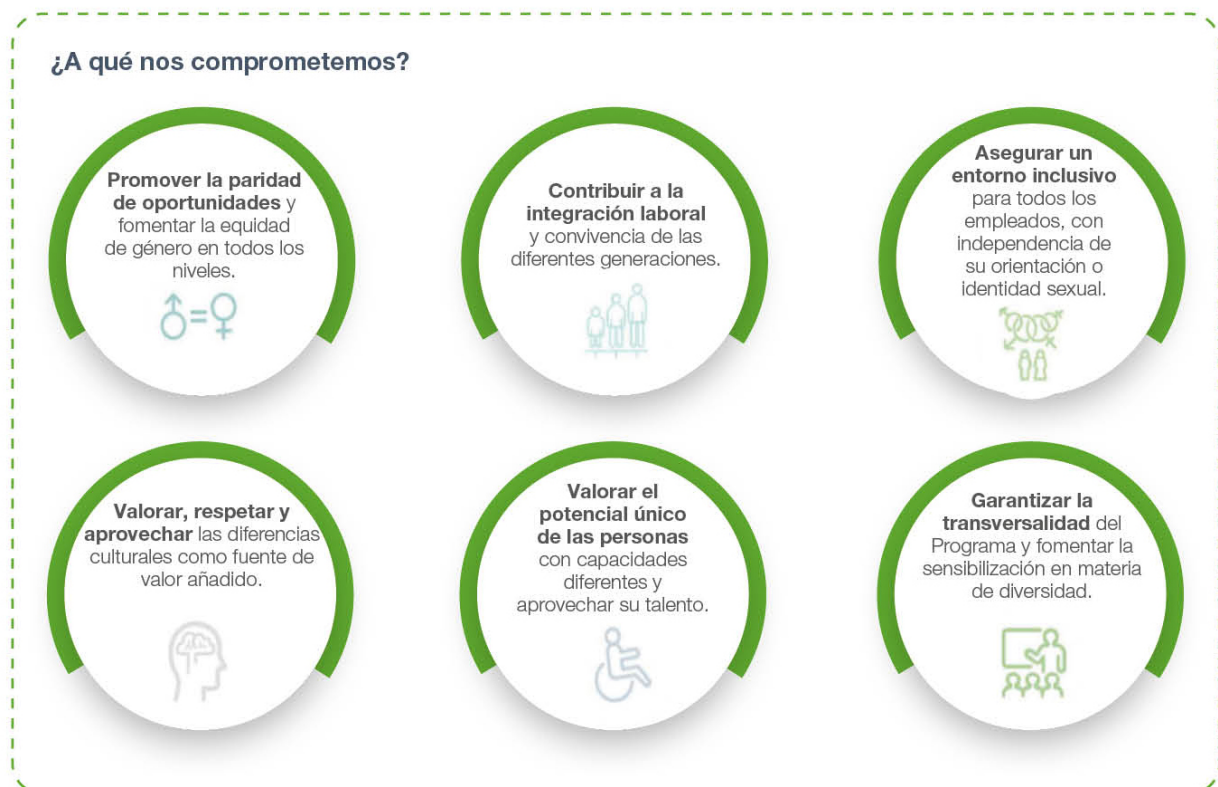 ¿A qué nos comprometemos?
Promover la paridad
de oportunidades y
fomentar la equidad
de género en todos los
niveles.
Contribuir a la
integración laboral
y convivencia de las
diferentes generaciones.
Asegurar un
entorno inclusivo
para todos los
empleados, con
independencia de
su orientación o
identidad sexual.
Valorar, respetar y
aprovechar las diferencias
culturales como fuente de
valor añadido.
Valorar el
potencial único
de las personas
con capacidades
diferentes y
aprovechar su talento.
Garantizar la
transversalidad del
Programa y fomentar la
sensibilización en materia
de diversidad.